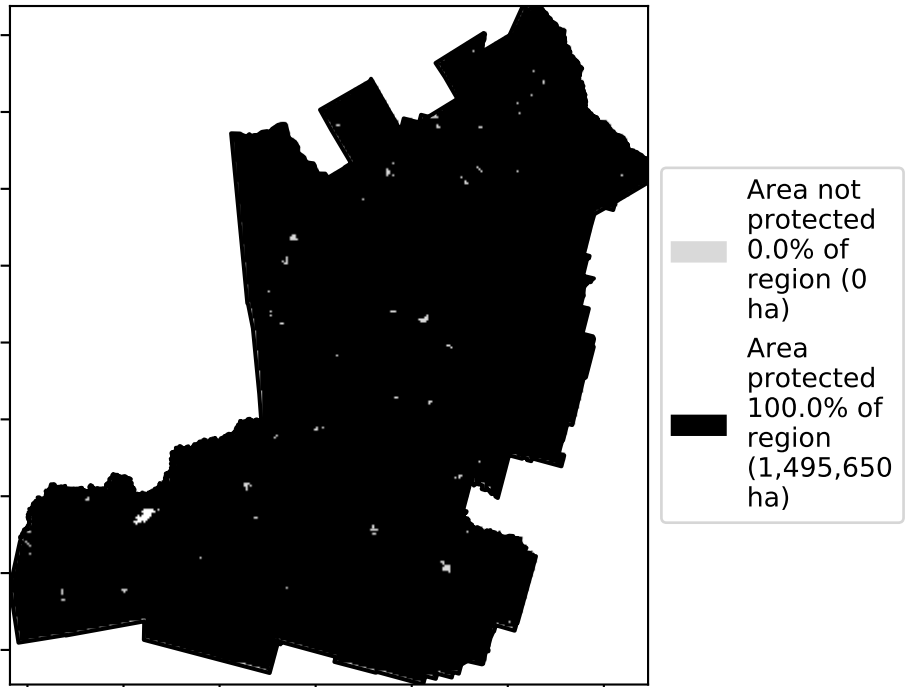 Area not
protected
0.0% of
region (0
ha)
Area
protected
100.0% of
region
(1,495,650
ha)